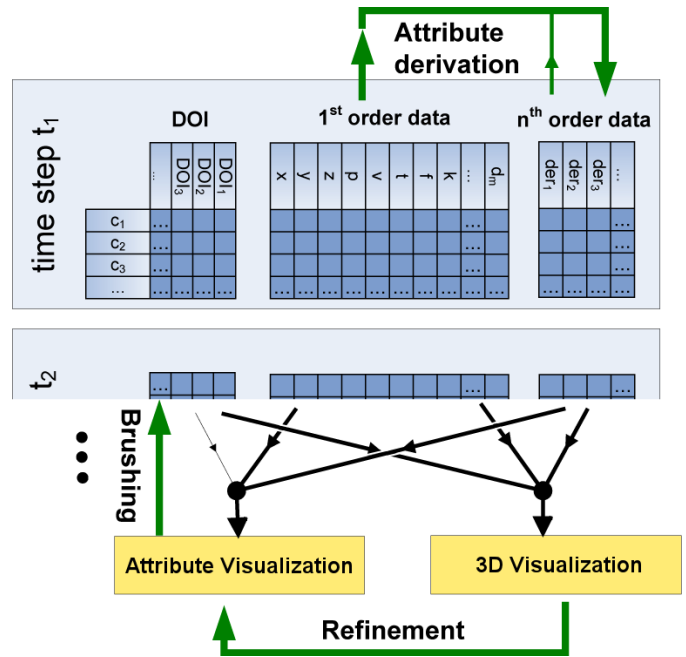 Attribute
derivation
time step t1
DOI
1st order data
nth order data
... DOI3 DOI2 DOI1
x y z p v t f k ... dm
der1 der2 der3 ...
c1 ... ... ...
c2 ... ... ...
c3 ... ... ...
... ... ... ... ... ... ... ... ... ... ... ... ... ... ... ... ... ... ...
t2
... ... ...
Brushing
...
Attribute Visualization
3D Visualization
Refinement